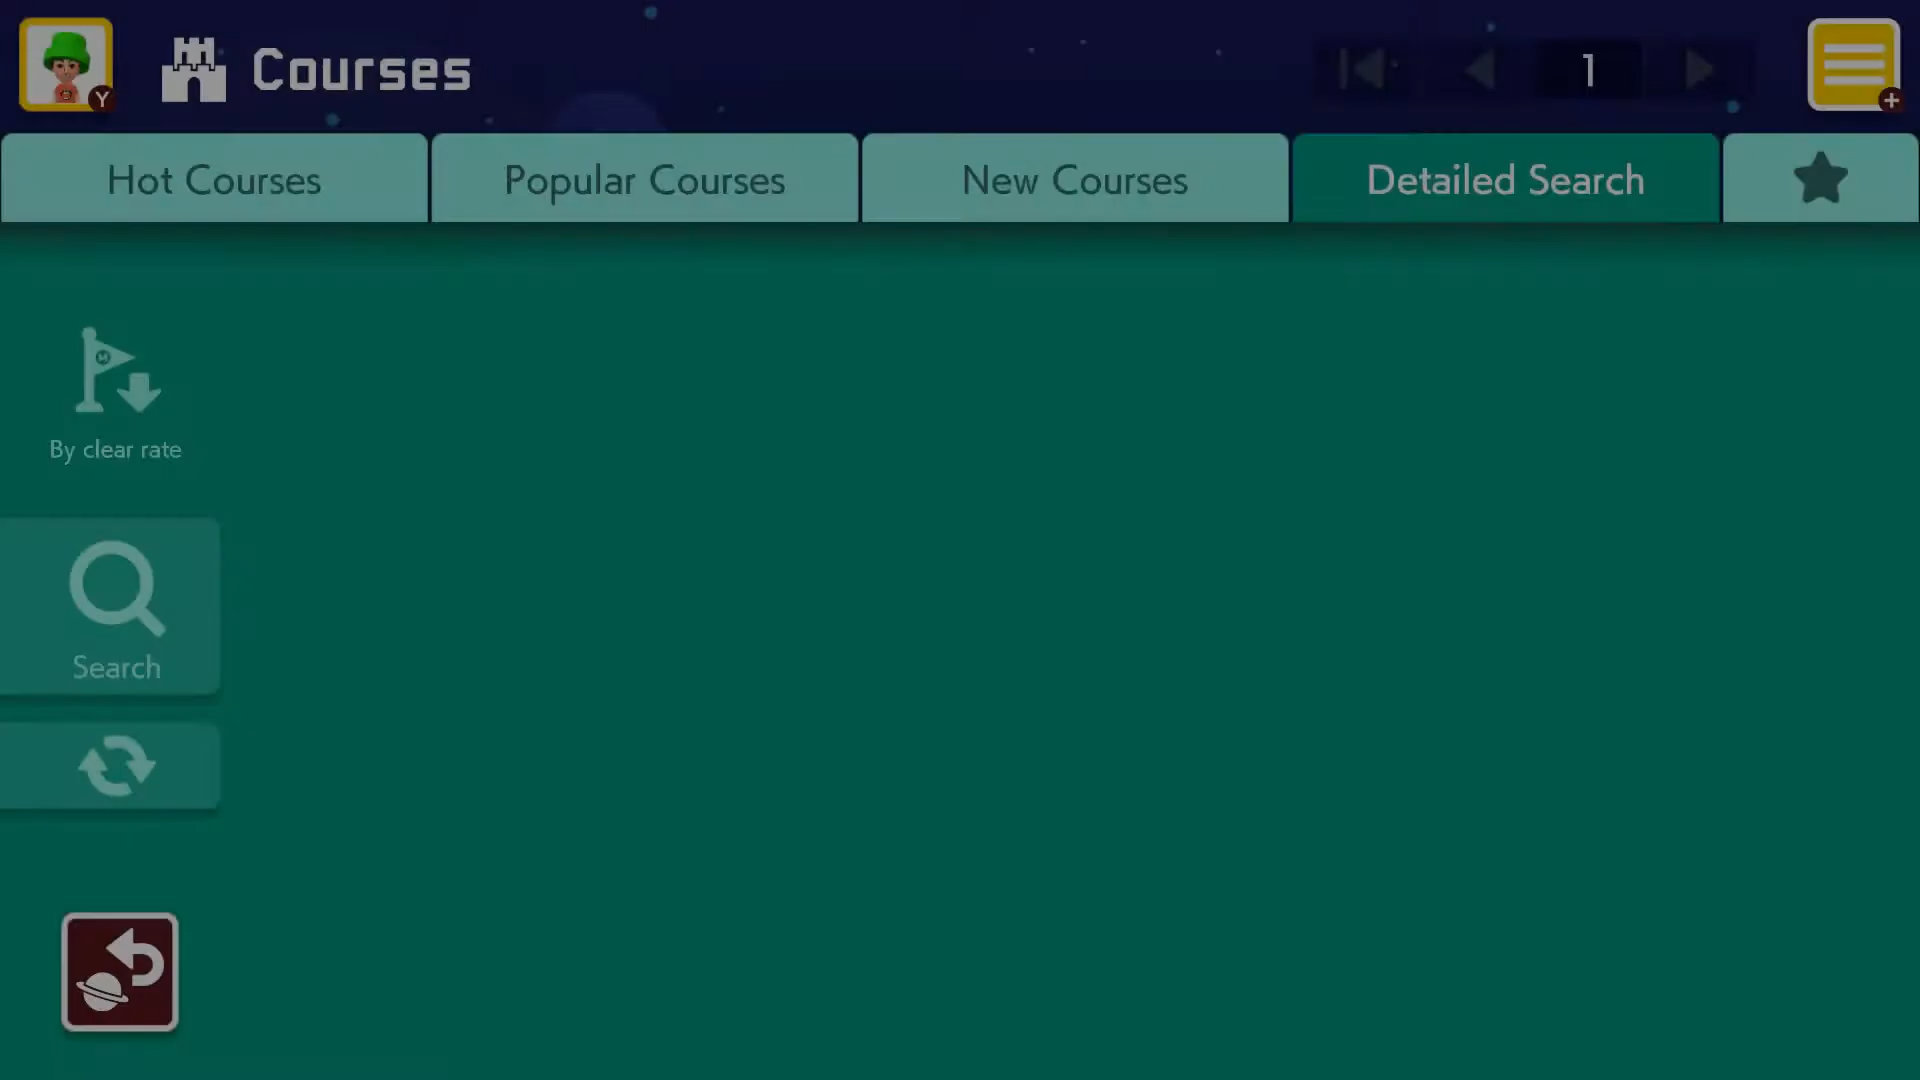 Y
Courses
1
+
Hot Courses
Popular Courses
New Courses
Detailed Search
M
By clear rate
Search